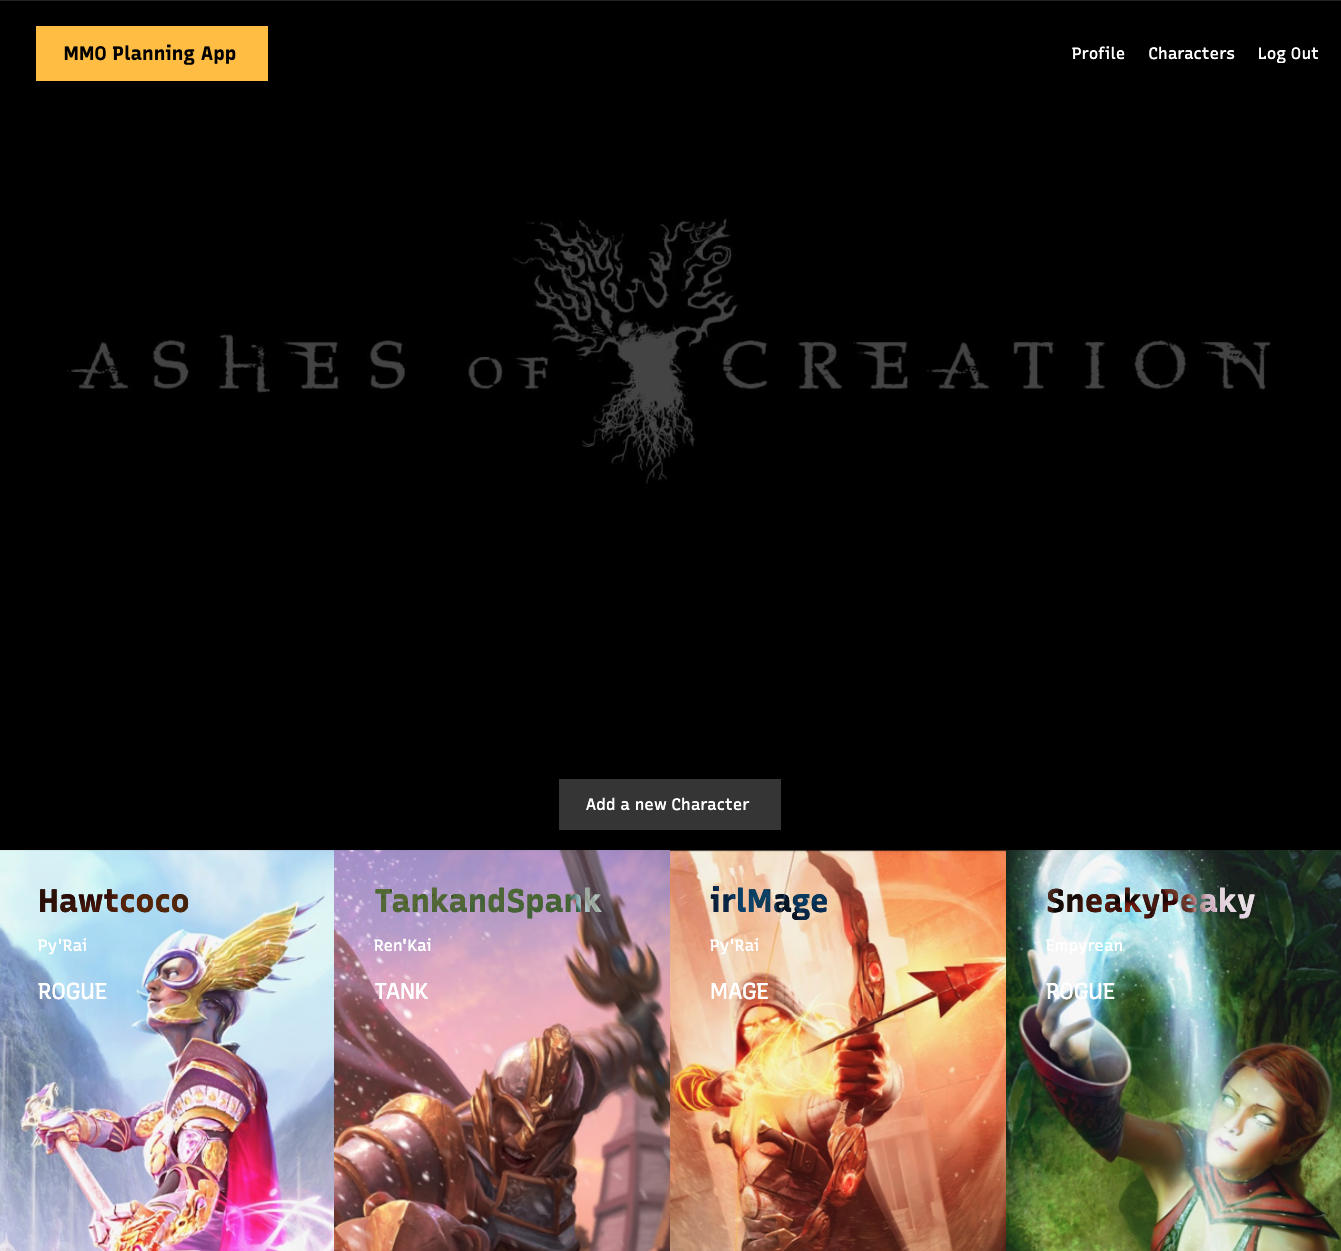 MMO Planning App
Profile Characters Log Out
ASHES OF CREATION
Add a new Character
Hawtcoco
Py'Rai
ROGUE
TankandSpank
Ren'Kai
TANK
irlMage
Py'Rai
MAGE
SneakyPeaky
Empyrean
ROGUE